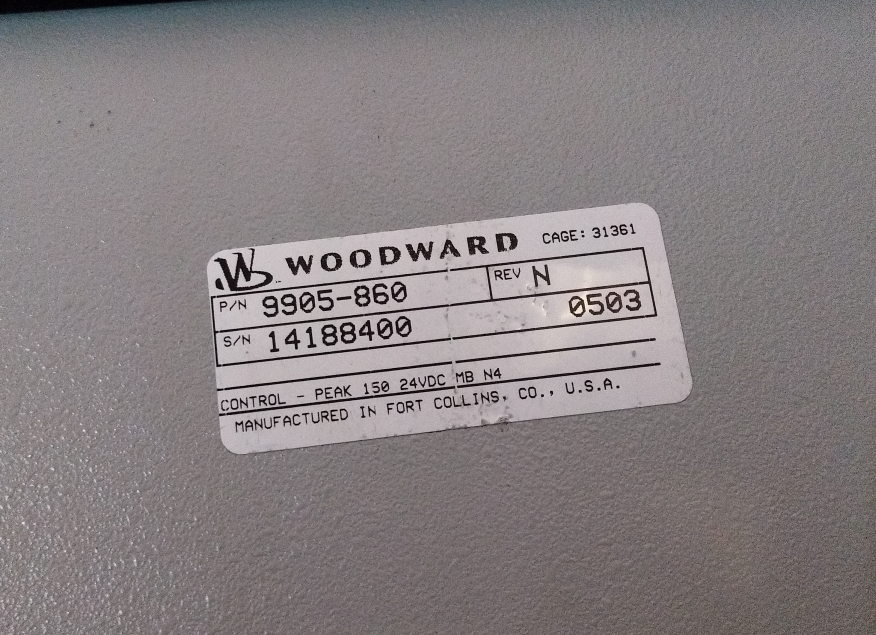 W WOODWARD CAGE: 31361
P/N 9905-860 REV N
S/N 14188400 0503
CONTROL - PEAK 150 24VDC MB N4
MANUFACTURED IN FORT COLLINS, CO., U.S.A.